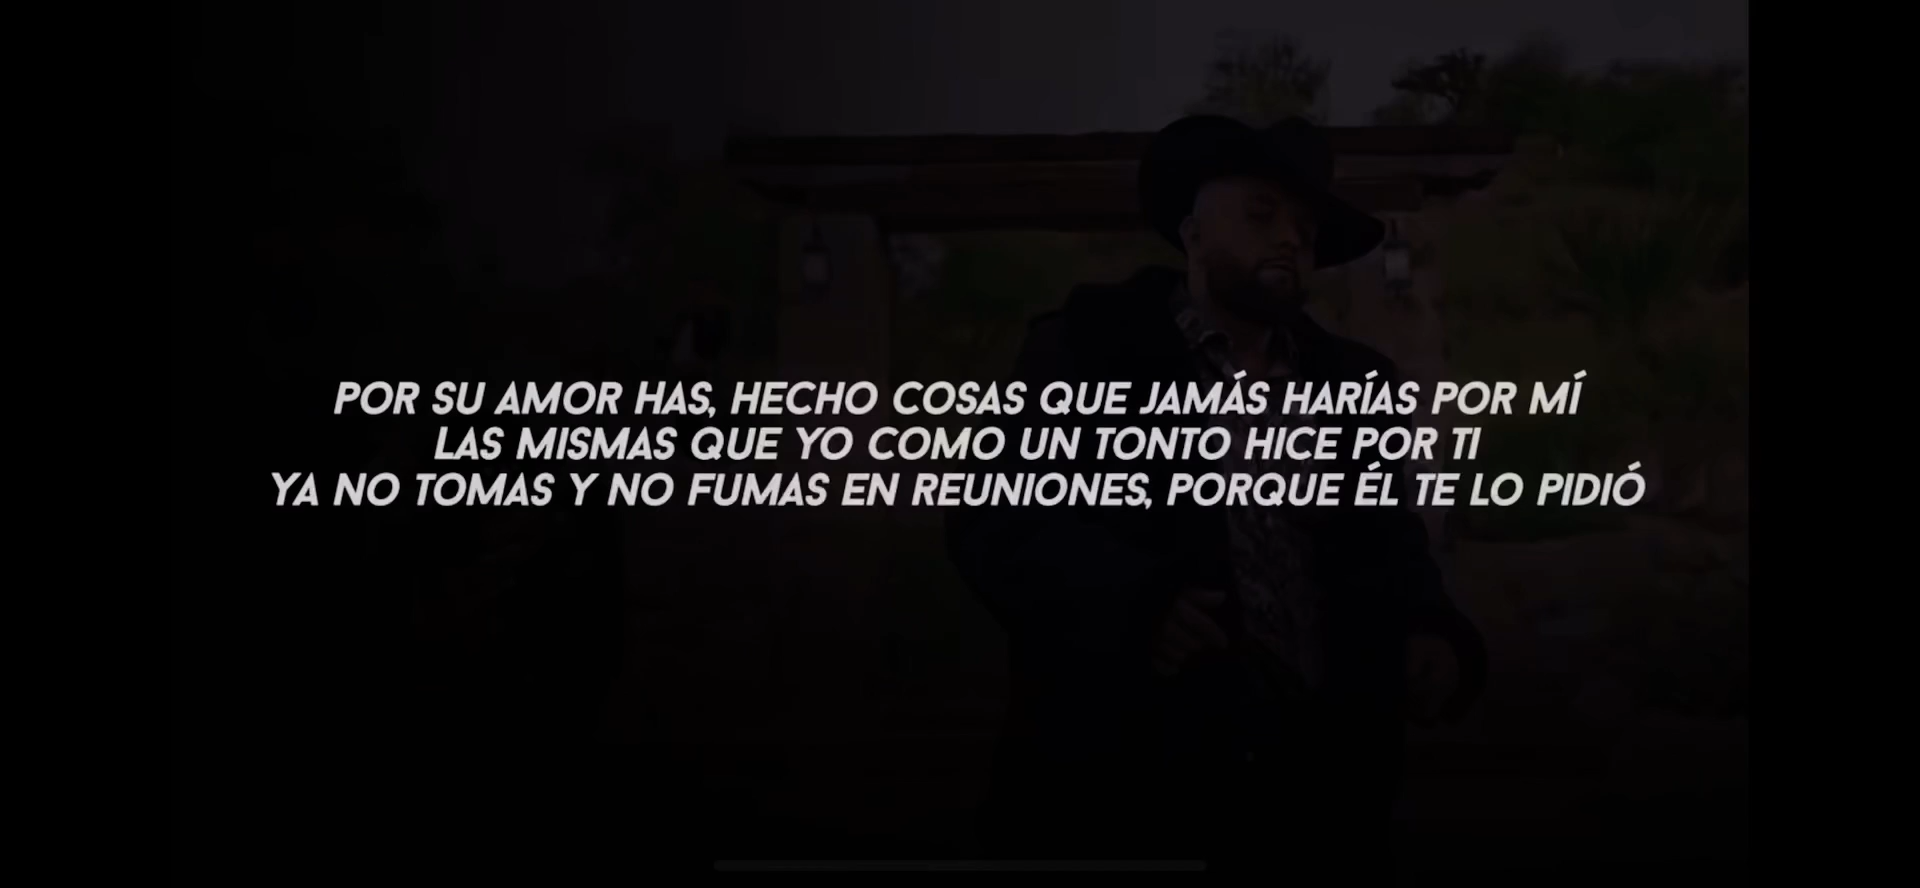 POR SU AMOR HAS, HECHO COSAS QUE JAMÁS HARÍAS POR MÍ
LAS MISMAS QUE YO COMO UN TONTO HICE POR TI
YA NO TOMAS Y NO FUMAS EN REUNIONES, PORQUE ÉL TE LO PIDIÓ